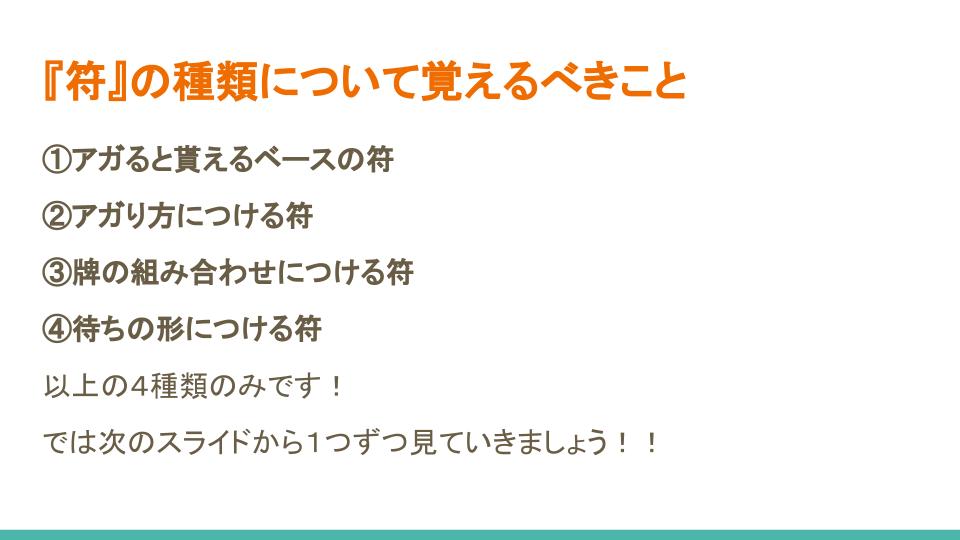 『符』の種類について覚えるべきこと
①アガると貰えるベースの符
②アガり方につける符
③牌の組み合わせにつける符
④待ちの形につける符
以上の４種類のみです！
では次のスライドから１つずつ見ていきましょう！！